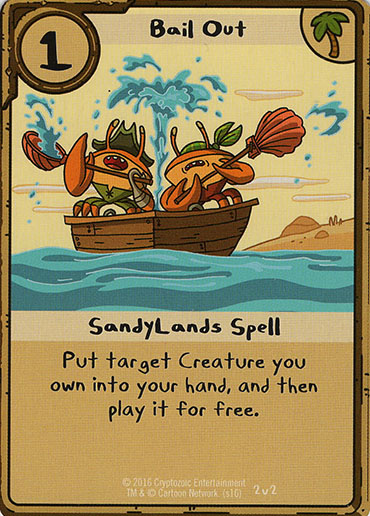 1
Bail Out
SandyLands Spell
Put target Creature you
own into your hand, and then
play it for free.
© 2016 Cryptozoic Entertainment
TM & © Cartoon Network. (s16)
2v2